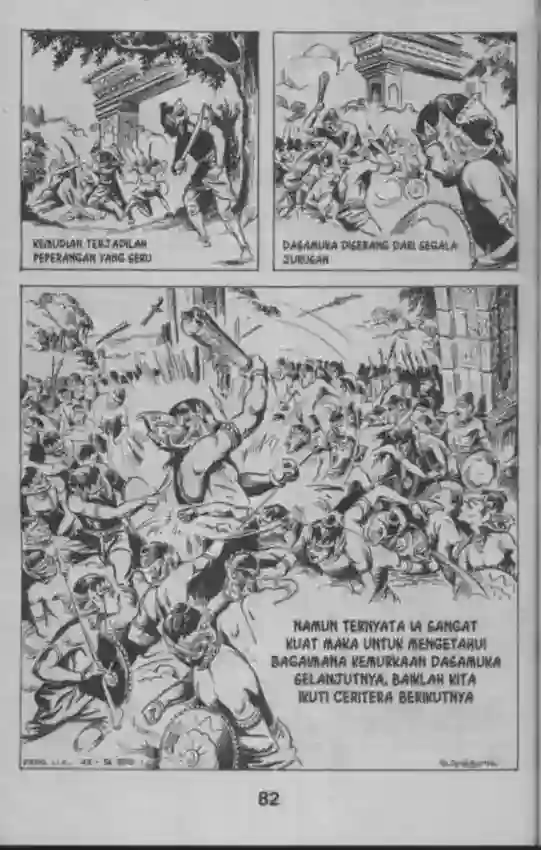 KEMUDIAN TERJADILAH
PEPERANGAN YANG SERU
DASAMUKA DISERANG DARI SEGALA
JURUSAN
NAMUN TERNYATA IA SANGAT
KUAT MAKA UNTUK MENGETAHUI
BAGAIMANA KEMURKAAN DASAMUKA
SELANJUTNYA, BAIKLAH KITA
IKUTI CERITERA BERIKUTNYA
82